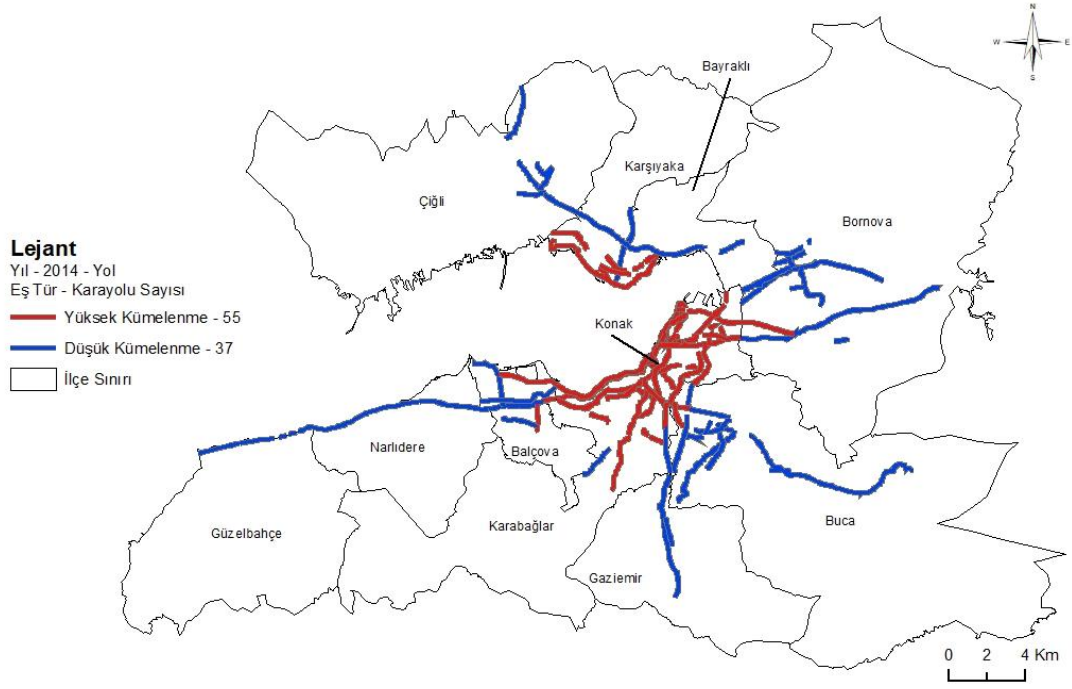 N
W
E
S
Bayraklı
Karşıyaka
Çiğli
Bornova
Lejant
Yıl - 2014 - Yol
Eş Tür - Karayolu Sayısı
Yüksek Kümelenme - 55
Düşük Kümelenme - 37
İlçe Sınırı
Konak
Narlıdere
Balçova
Güzelbahçe
Karabağlar
Buca
Gaziemir
0 2 4 Km